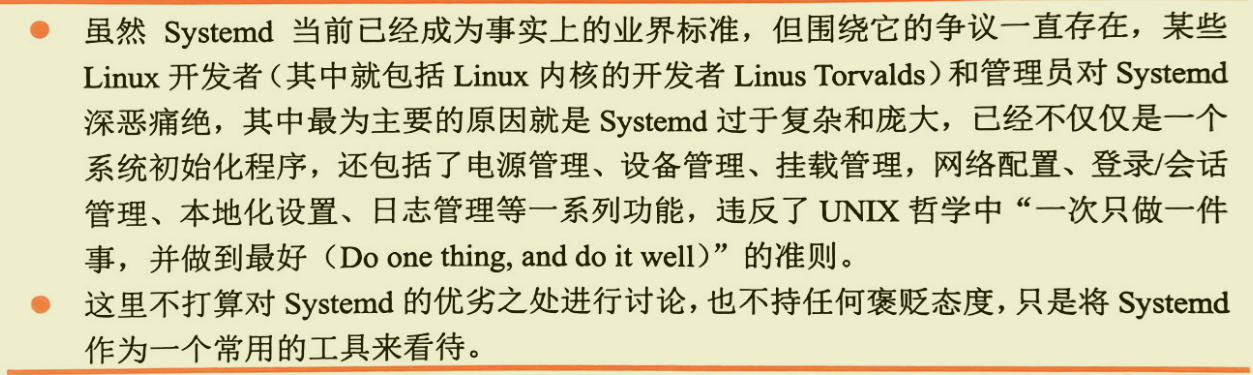 ● 虽然 Systemd 当前已经成为事实上的业界标准，但围绕它的争议一直存在，某些
Linux 开发者（其中就包括 Linux 内核的开发者 Linus Torvalds）和管理员对 Systemd
深恶痛绝，其中最为主要的原因就是 Systemd 过于复杂和庞大，已经不仅仅是一个
系统初始化程序，还包括了电源管理、设备管理、挂载管理，网络配置、登录/会话
管理、本地化设置、日志管理等一系列功能，违反了 UNIX 哲学中“一次只做一件
事，并做到最好（Do one thing, and do it well）”的准则。
● 这里不打算对 Systemd 的优劣之处进行讨论，也不持任何褒贬态度，只是将 Systemd
作为一个常用的工具来看待。